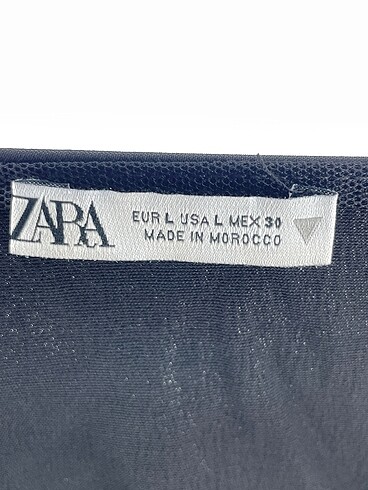 ZARA
EUR L USA L MEX 30
MADE IN MOROCCO